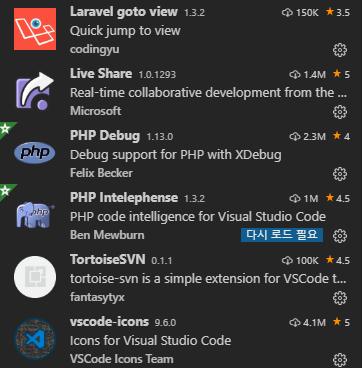 Laravel goto view 1.3.2 150K ★ 3.5
Quick jump to view
codingyu
Live Share 1.0.1293 1.4M ★ 5
Real-time collaborative development from the ...
Microsoft
PHP Debug 1.13.0 2.3M ★ 4
php
Debug support for PHP with XDebug
Felix Becker
PHP Intelephense 1.3.2 1M ★ 4.5
php
PHP code intelligence for Visual Studio Code
Ben Mewburn 다시 로드 필요
TortoiseSVN 0.1.1 100K ★ 4.5
tortoise-svn is a simple extension for VSCode t...
fantasytyx
vscode-icons 9.6.0 4.1M ★ 5
Icons for Visual Studio Code
VSCode Icons Team